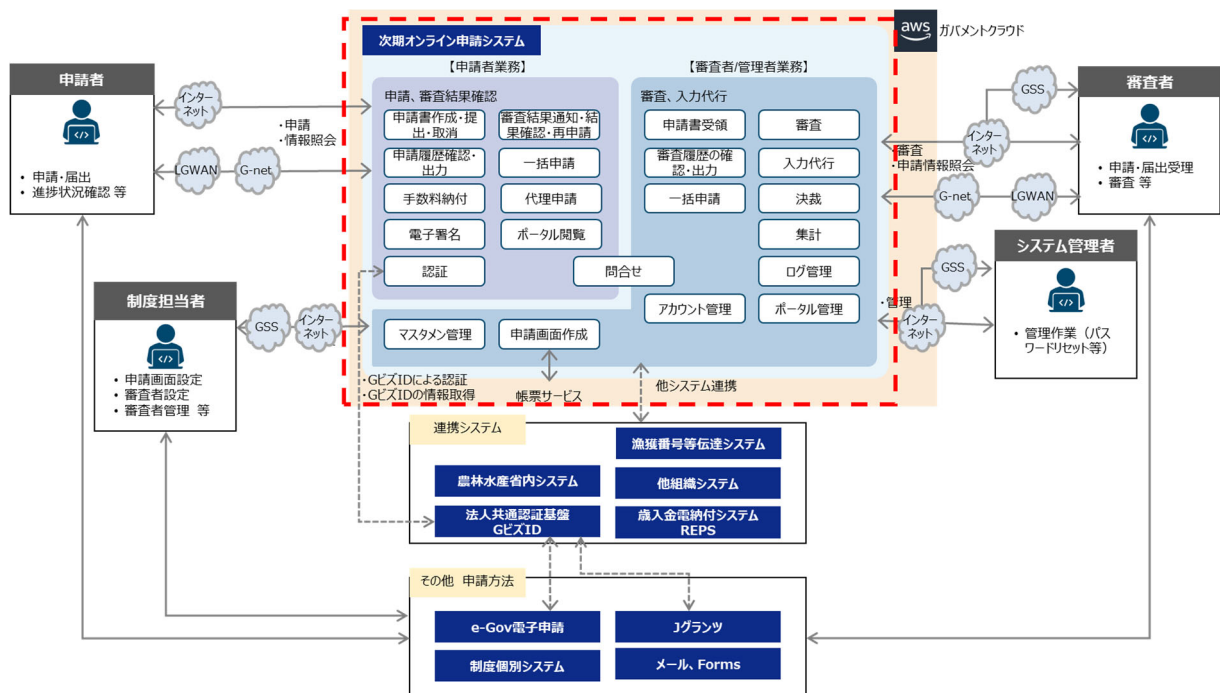 aws
ガバメントクラウド
次期オンライン申請システム
【申請者業務】
【審査者/管理者業務】
申請者
インター
ネット
・申請
・情報照会
LGWAN
G-net
• 申請・届出
• 進捗状況確認 等
申請、審査結果確認
申請書作成・提
出・取消
審査結果通知・結
果確認・再申請
申請履歴確認・
出力
一括申請
手数料納付
代理申請
電子署名
ポータル閲覧
認証
問合せ
審査、入力代行
申請書受領
審査
審査履歴の確
認・出力
入力代行
一括申請
決裁
集計
ログ管理
アカウント管理
ポータル管理
マスタメン管理
申請画面作成
審査者
GSS
インター
ネット
審査
・申請情報照会
G-net
LGWAN
• 申請・届出受理
• 審査 等
システム管理者
GSS
・管理
インター
ネット
• 管理作業（パス
ワードリセット等）
制度担当者
GSS
インター
ネット
• 申請画面設定
• 審査者設定
• 審査者管理 等
・GビズIDによる認証
・GビズIDの情報取得
帳票サービス
他システム連携
連携システム
漁獲番号等伝達システム
農林水産省内システム
他組織システム
法人共通認証基盤
GビズID
歳入金電納付システム
REPS
その他 申請方法
e-Gov電子申請
Jグランツ
制度個別システム
メール、Forms